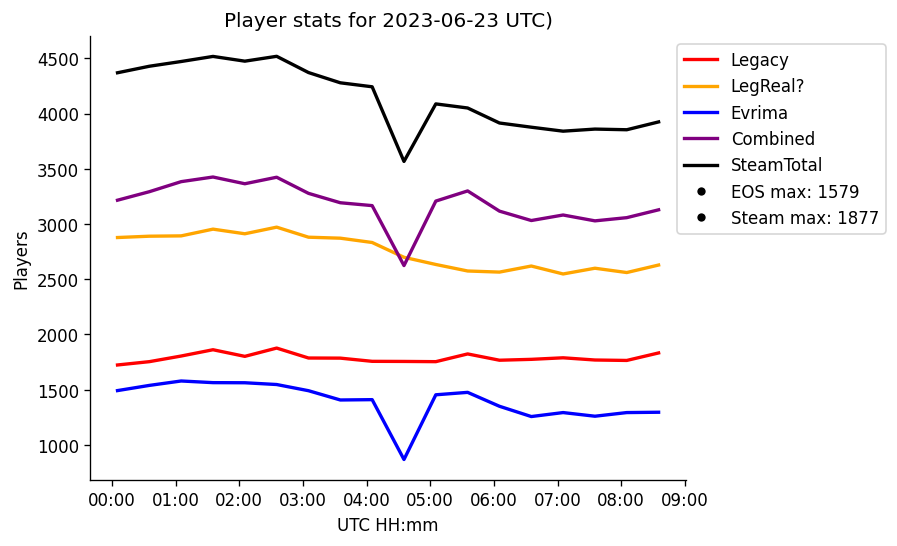 Player stats for 2023-06-23 UTC)
4500
4000
3500
3000
2500
2000
1500
1000
Players
00:00 01:00 02:00 03:00 04:00 05:00 06:00 07:00 08:00 09:00
UTC HH:mm
Legacy
LegReal?
Evrima
Combined
SteamTotal
EOS max: 1579
Steam max: 1877